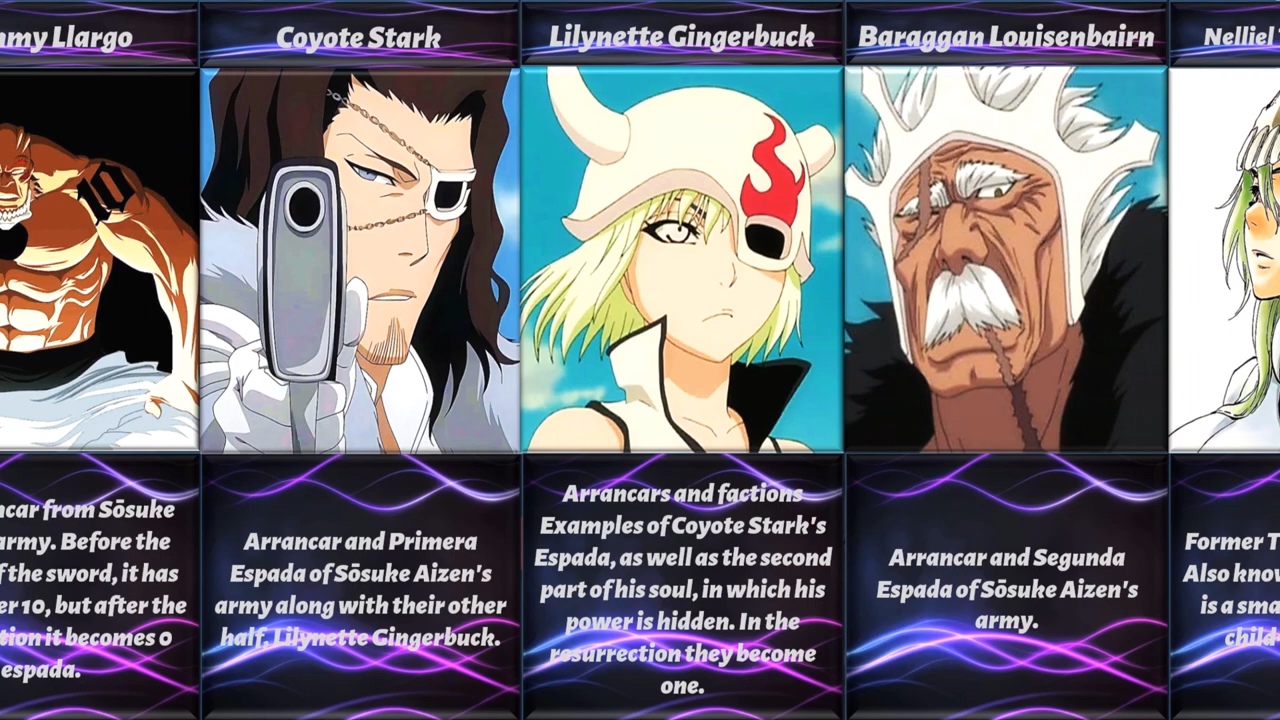 mmy Llargo
ncar from Sōsuke
army. Before the
f the sword, it has
er 10, but after the
tion it becomes 0
espada.
Coyote Stark
Arrancar and Primera
Espada of Sōsuke Aizen's
army along with their other
half, Lilynette Gingerbuck.
Lilynette Gingerbuck
Arrancars and factions
Examples of Coyote Stark's
Espada, as well as the second
part of his soul, in which his
power is hidden. In the
resurrection they become
one.
Baraggan Louisenbairn
Arrancar and Segunda
Espada of Sōsuke Aizen's
army.
Nelliel
Former T
Also know
is a sma
child